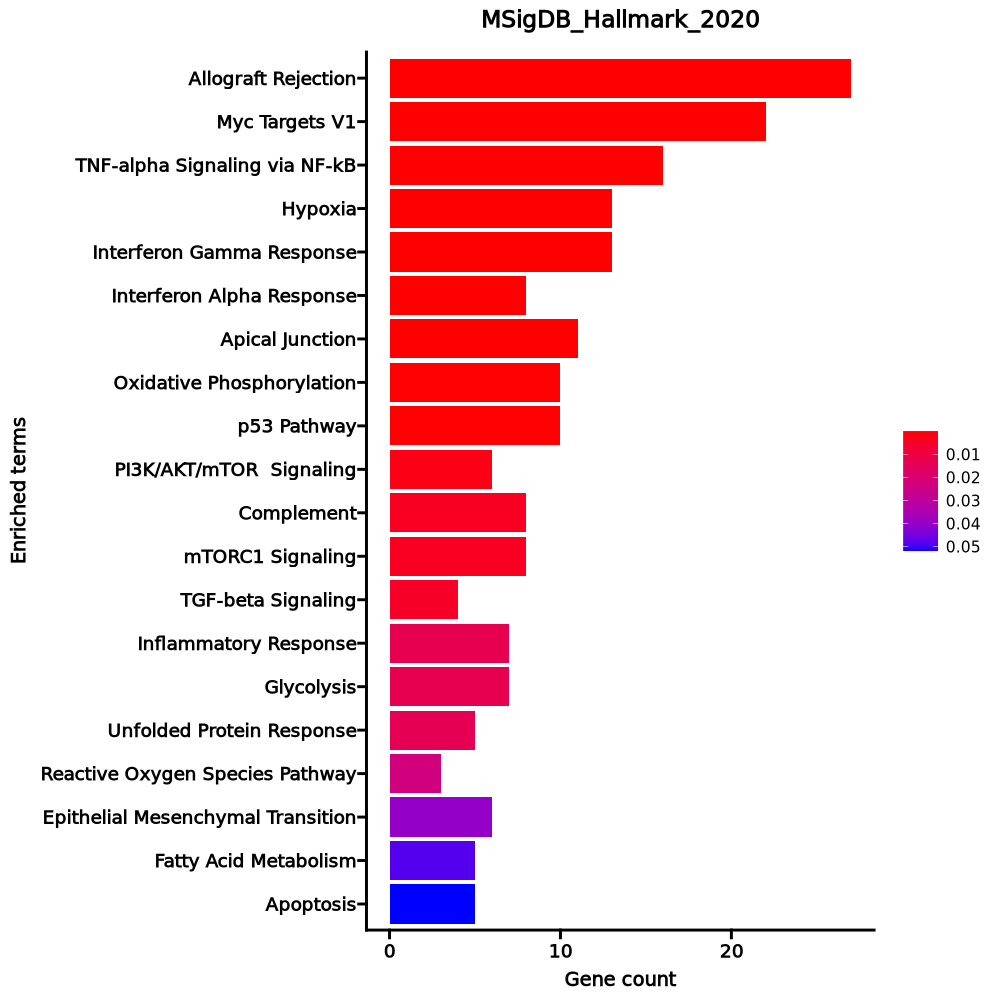 MSigDB_Hallmark_2020
Allograft Rejection
Myc Targets V1
TNF-alpha Signaling via NF-kB
Hypoxia
Interferon Gamma Response
Interferon Alpha Response
Apical Junction
Oxidative Phosphorylation
p53 Pathway
PI3K/AKT/mTOR  Signaling
Complement
mTORC1 Signaling
TGF-beta Signaling
Inflammatory Response
Glycolysis
Unfolded Protein Response
Reactive Oxygen Species Pathway
Epithelial Mesenchymal Transition
Fatty Acid Metabolism
Apoptosis
Enriched terms
0 10 20
Gene count
0.01
0.02
0.03
0.04
0.05